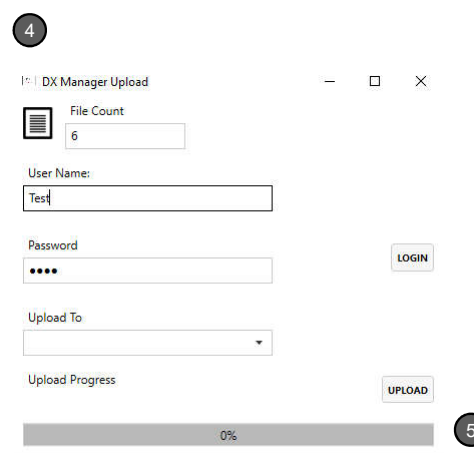 4
DX Manager Upload
File Count
6
User Name:
Test
Password
••••
LOGIN
Upload To
Upload Progress
UPLOAD
0%
5